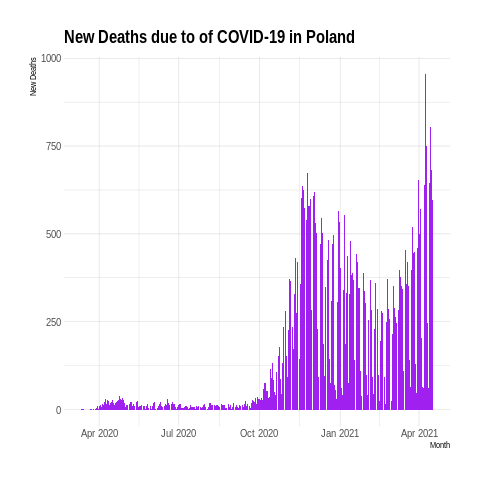 New Deaths due to of COVID-19 in Poland
New Deaths
1000
750
500
250
0
Apr 2020 Jul 2020 Oct 2020 Jan 2021 Apr 2021
Month